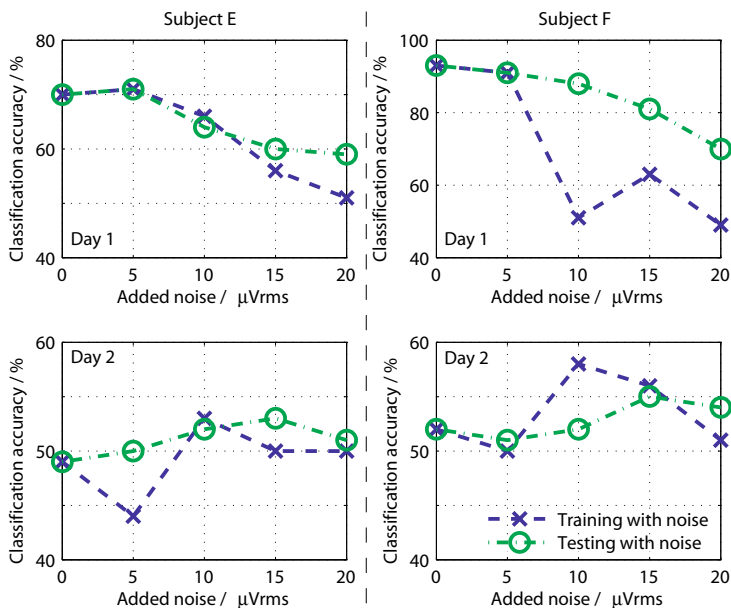 Subject E
Classification accuracy / %
80
60
40
Day 1
0 5 10 15 20
Added noise / μVrms
Subject F
Classification accuracy / %
100
80
60
40
Day 1
0 5 10 15 20
Added noise / μVrms
Classification accuracy / %
60
50
40
Day 2
0 5 10 15 20
Added noise / μVrms
Classification accuracy / %
60
50
40
Day 2
Training with noise
Testing with noise
0 5 10 15 20
Added noise / μVrms